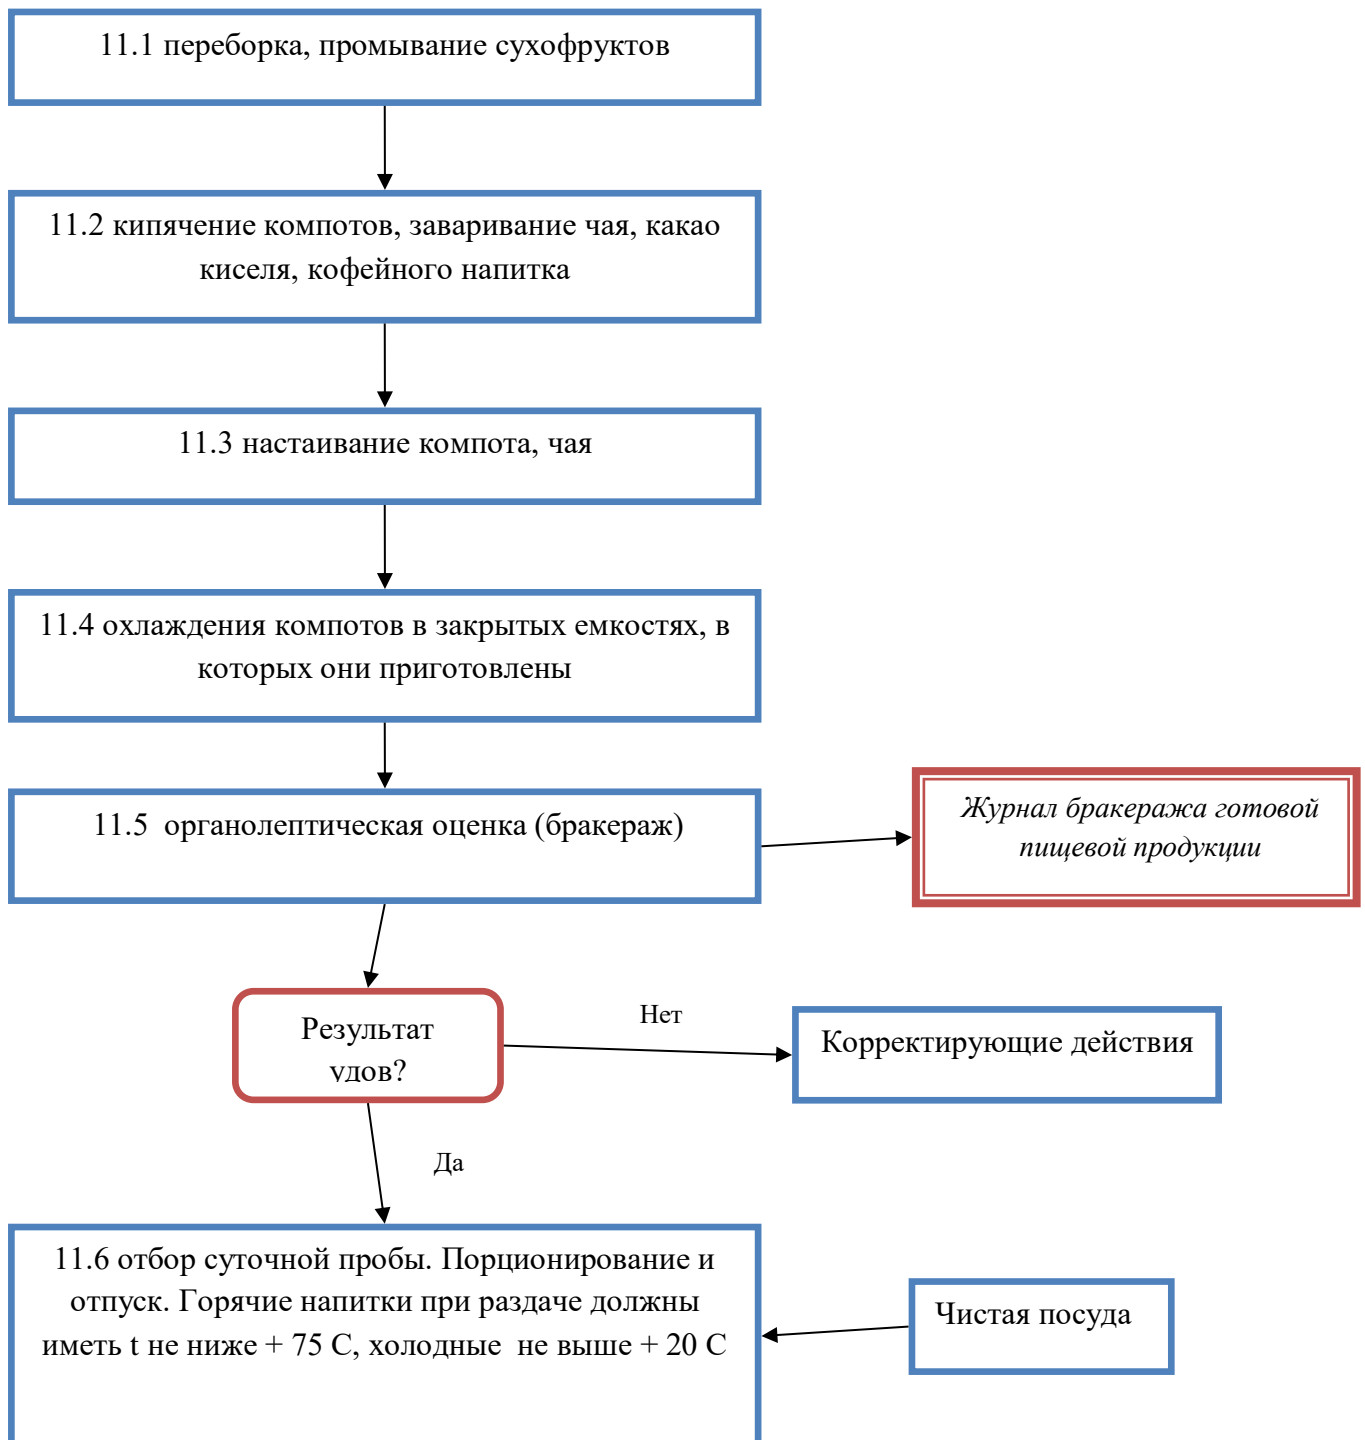 11.1 переборка, промывание сухофруктов
11.2 кипячение компотов, заваривание чая, какао
киселя, кофейного напитка
11.3 настаивание компота, чая
11.4 охлаждения компотов в закрытых емкостях, в
которых они приготовлены
11.5 органолептическая оценка (бракераж)
Журнал бракеража готовой
пищевой продукции
Результат
удов?
Нет
Корректирующие действия
Да
11.6 отбор суточной пробы. Порционирование и
отпуск. Горячие напитки при раздаче должны
иметь t не ниже + 75 С, холодные не выше + 20 С
Чистая посуда